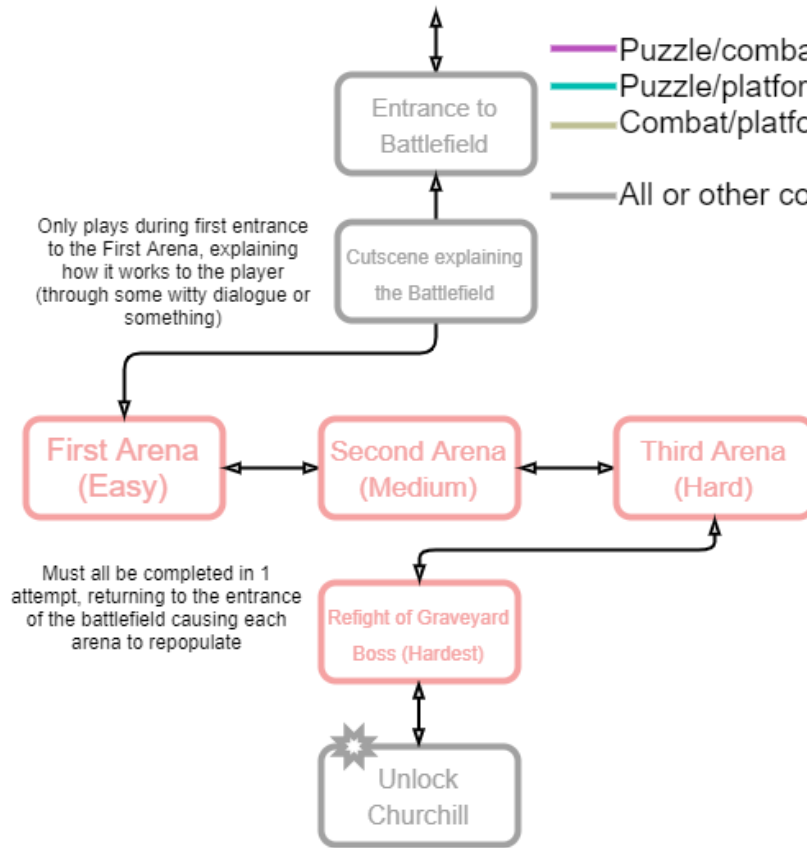 Entrance to
Battlefield
Puzzle/comba
Puzzle/platfor
Combat/platfo
All or other co
Only plays during first entrance
to the First Arena, explaining
how it works to the player
(through some witty dialogue or
something)
Cutscene explaining
the Battlefield
First Arena
(Easy)
Second Arena
(Medium)
Third Arena
(Hard)
Must all be completed in 1
attempt, returning to the entrance
of the battlefield causing each
arena to repopulate
Refight of Graveyard
Boss (Hardest)
Unlock
Churchill